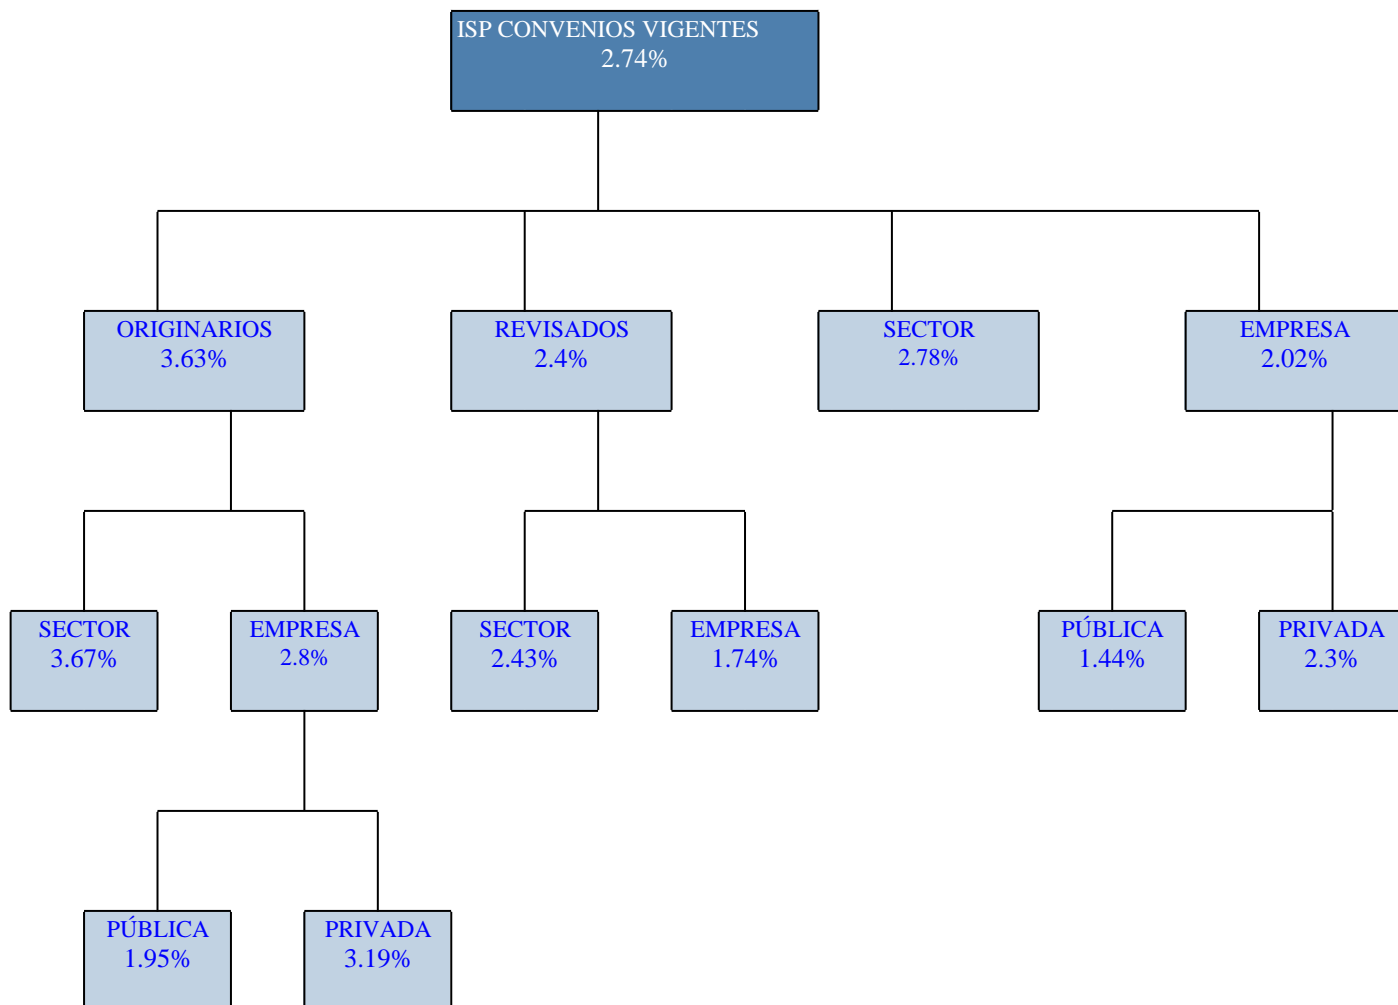 ISP CONVENIOS VIGENTES
2.74%
ORIGINARIOS
3.63%
REVISADOS
2.4%
SECTOR
2.78%
EMPRESA
2.02%
SECTOR
3.67%
EMPRESA
2.8%
SECTOR
2.43%
EMPRESA
1.74%
PÚBLICA
1.44%
PRIVADA
2.3%
PÚBLICA
1.95%
PRIVADA
3.19%